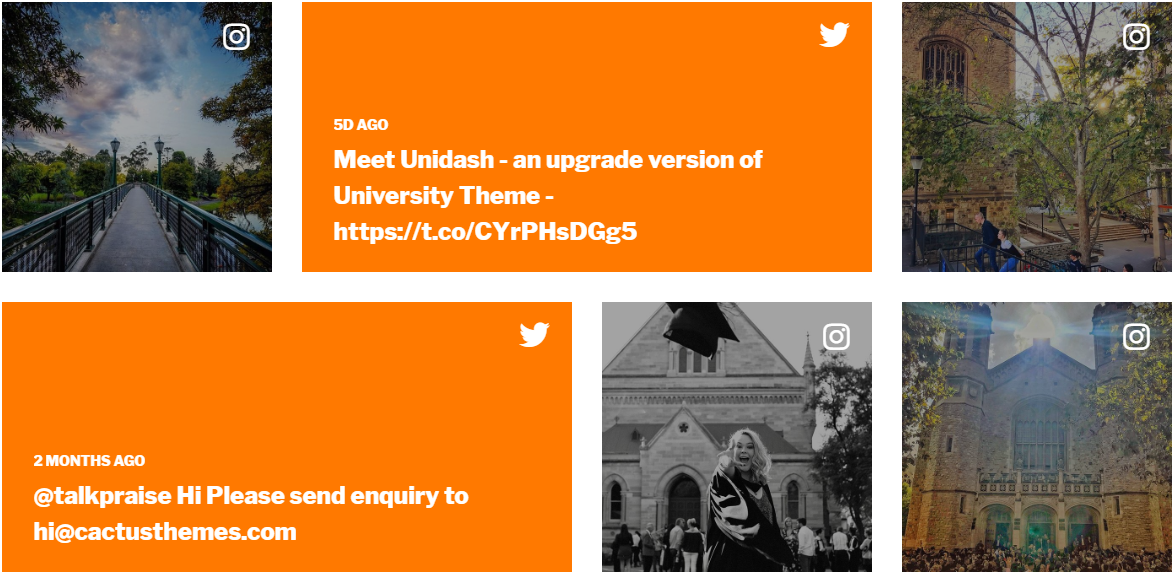 5D AGO
Meet Unidash - an upgrade version of
University Theme -
https://t.co/CYrPHsDGg5
2 MONTHS AGO
@talkpraise Hi Please send enquiry to
hi@cactusthemes.com